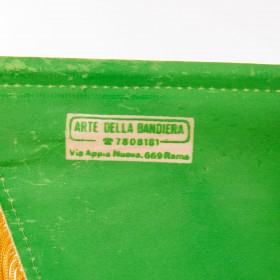 ARTE DELLA BANDIERA
☎7808181
Via Appia Nuova, 669 Roma